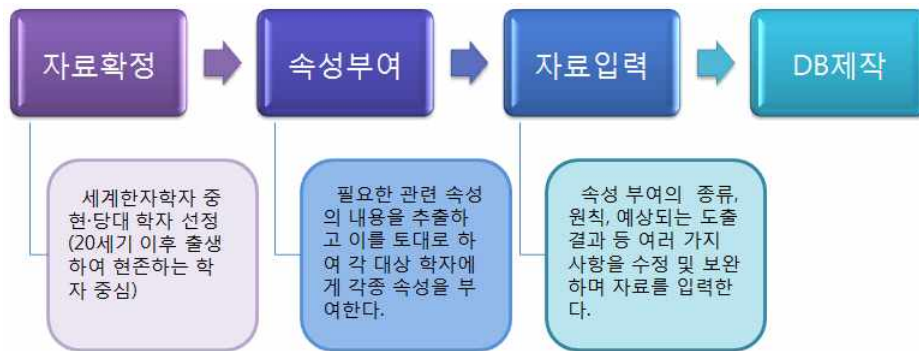 자료확정
속성부여
자료입력
DB제작
세계한자학자 중
현·당대 학자 선정
(20세기 이후 출생
하여 현존하는 학
자 중심)
필요한 관련 속성
의 내용을 추출하
고 이를 토대로 하
여 각 대상 학자에
게 각종 속성을 부
여한다.
속성 부여의 종류,
원칙, 예상되는 도출
결과 등 여러 가지
사항을 수정 및 보완
하며 자료를 입력한
다.